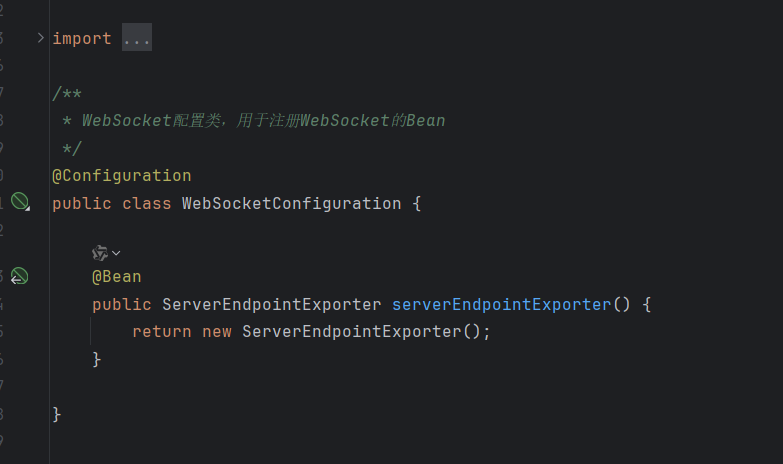 import ...
/**
 * WebSocket配置类，用于注册WebSocket的Bean
 */
@Configuration
public class WebSocketConfiguration {
@Bean
public ServerEndpointExporter serverEndpointExporter() {
return new ServerEndpointExporter();
}
}